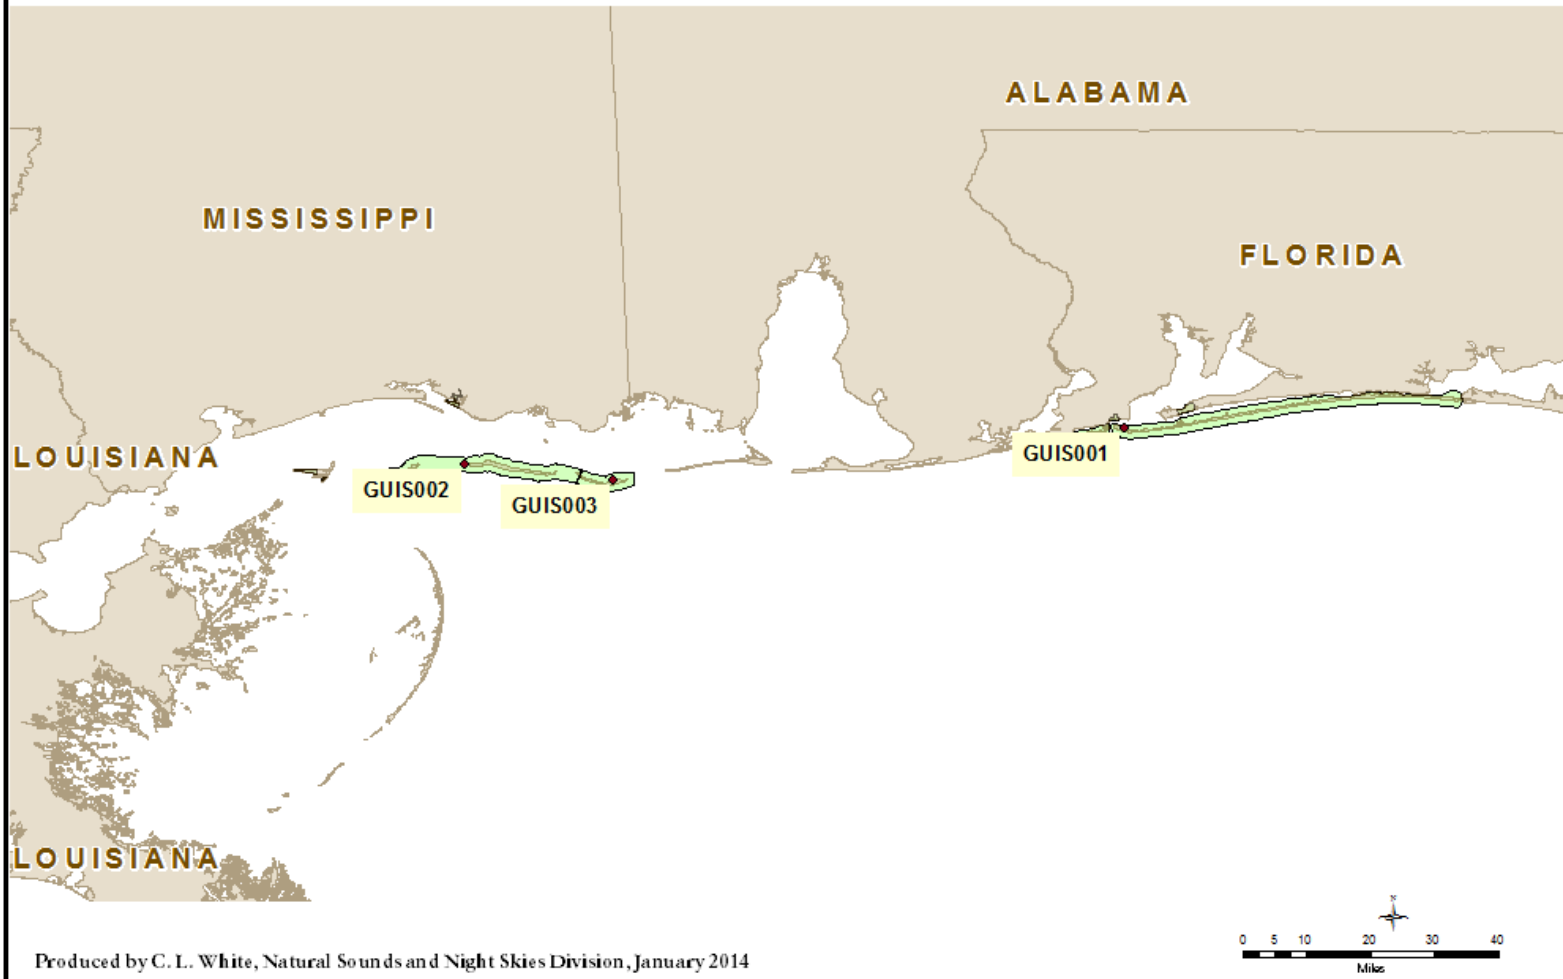 ALABAMA
MISSISSIPPI
FLORIDA
LOUISIANA
GUIS001
GUIS002
GUIS003
LOUISIANA
N
0 5 10 20 30 40
Miles
Produced by C. L. White, Natural Sounds and Night Skies Division, January 2014